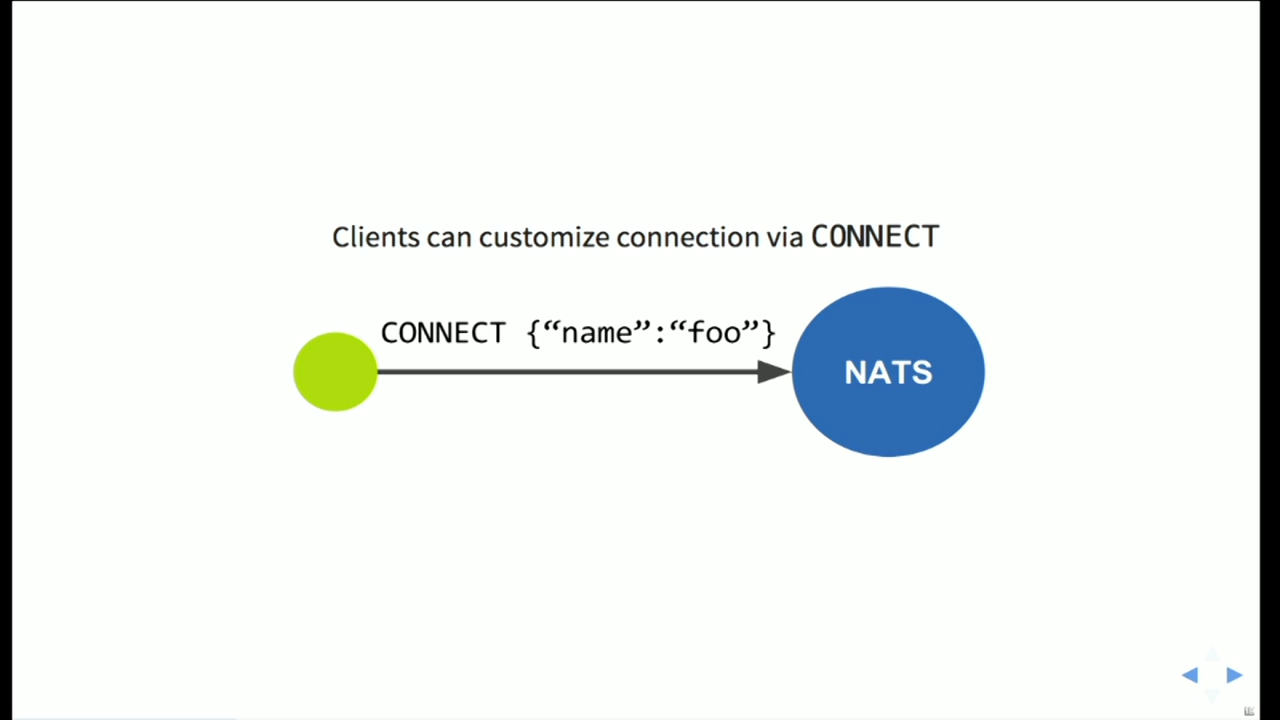 Clients can customize connection via CONNECT
CONNECT {“name”:“foo”}
NATS